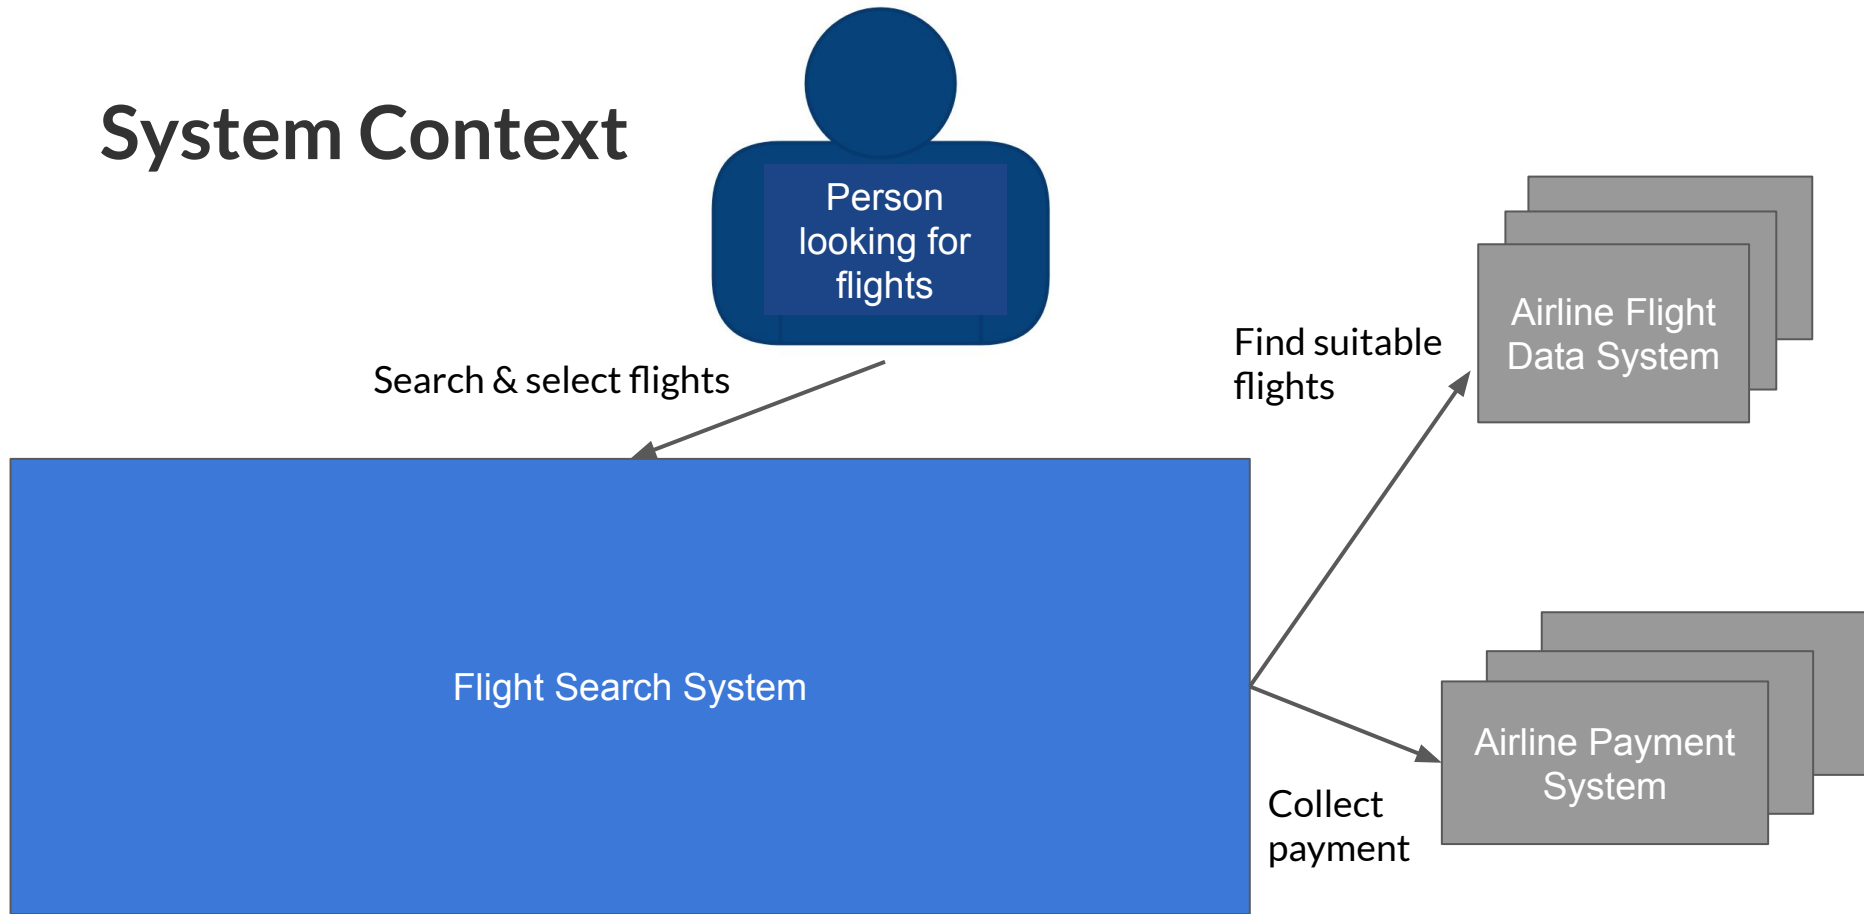 System Context
Person
looking for
flights
Search & select flights
Find suitable
flights
Airline Flight
Data System
Flight Search System
Airline Payment
System
Collect
payment